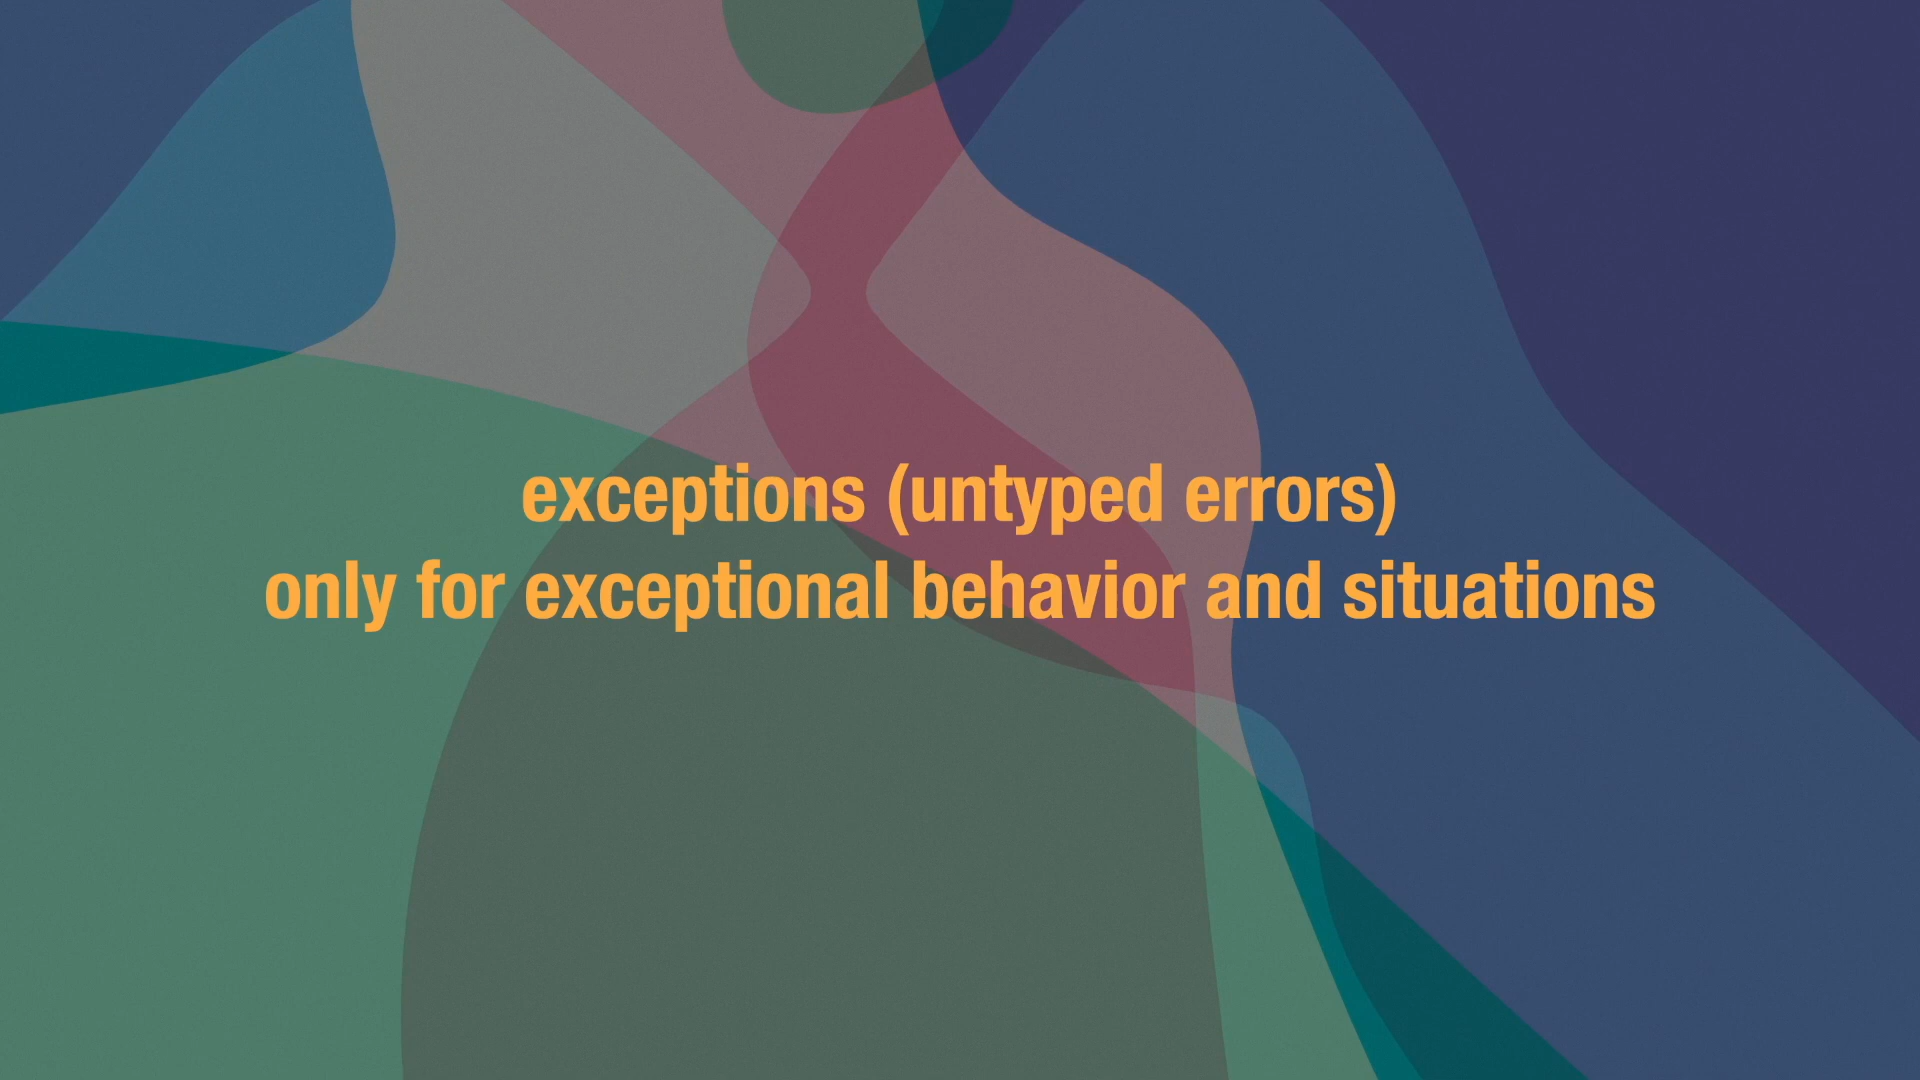 exceptions (untyped errors)
only for exceptional behavior and situations